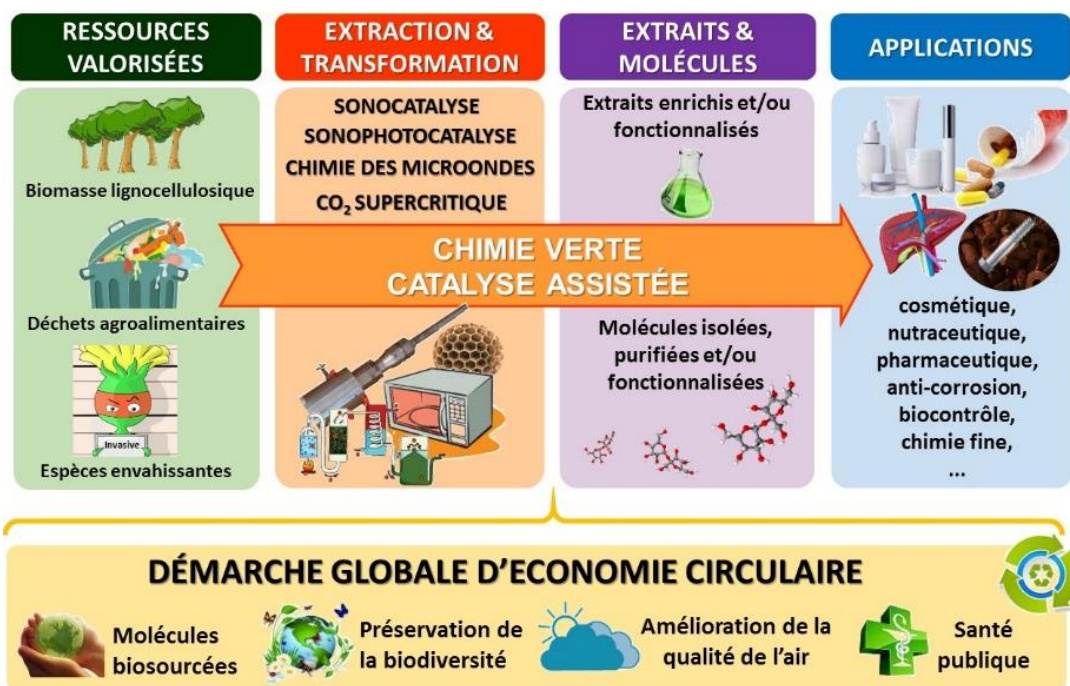 RESSOURCES
VALORISÉES
Biomasse lignocellulosique
Déchets agroalimentaires
Invasive
Espèces envahissantes
EXTRACTION &
TRANSFORMATION
SONOCATALYSE
SONOPHOTOCATALYSE
CHIMIE DES MICROONDES
CO₂ SUPERCRITIQUE
EXTRAITS &
MOLÉCULES
Extraits enrichis et/ou
fonctionnalisés
CHIMIE VERTE
CATALYSE ASSISTÉE
Molécules isolées,
purifiées et/ou
fonctionnalisées
APPLICATIONS
cosmétique,
nutraceutique,
pharmaceutique,
anti-corrosion,
biocontrôle,
chimie fine,
...
DÉMARCHE GLOBALE D'ECONOMIE CIRCULAIRE
Molécules
biosourcées
Préservation de
la biodiversité
Amélioration de la
qualité de l'air
Santé
publique